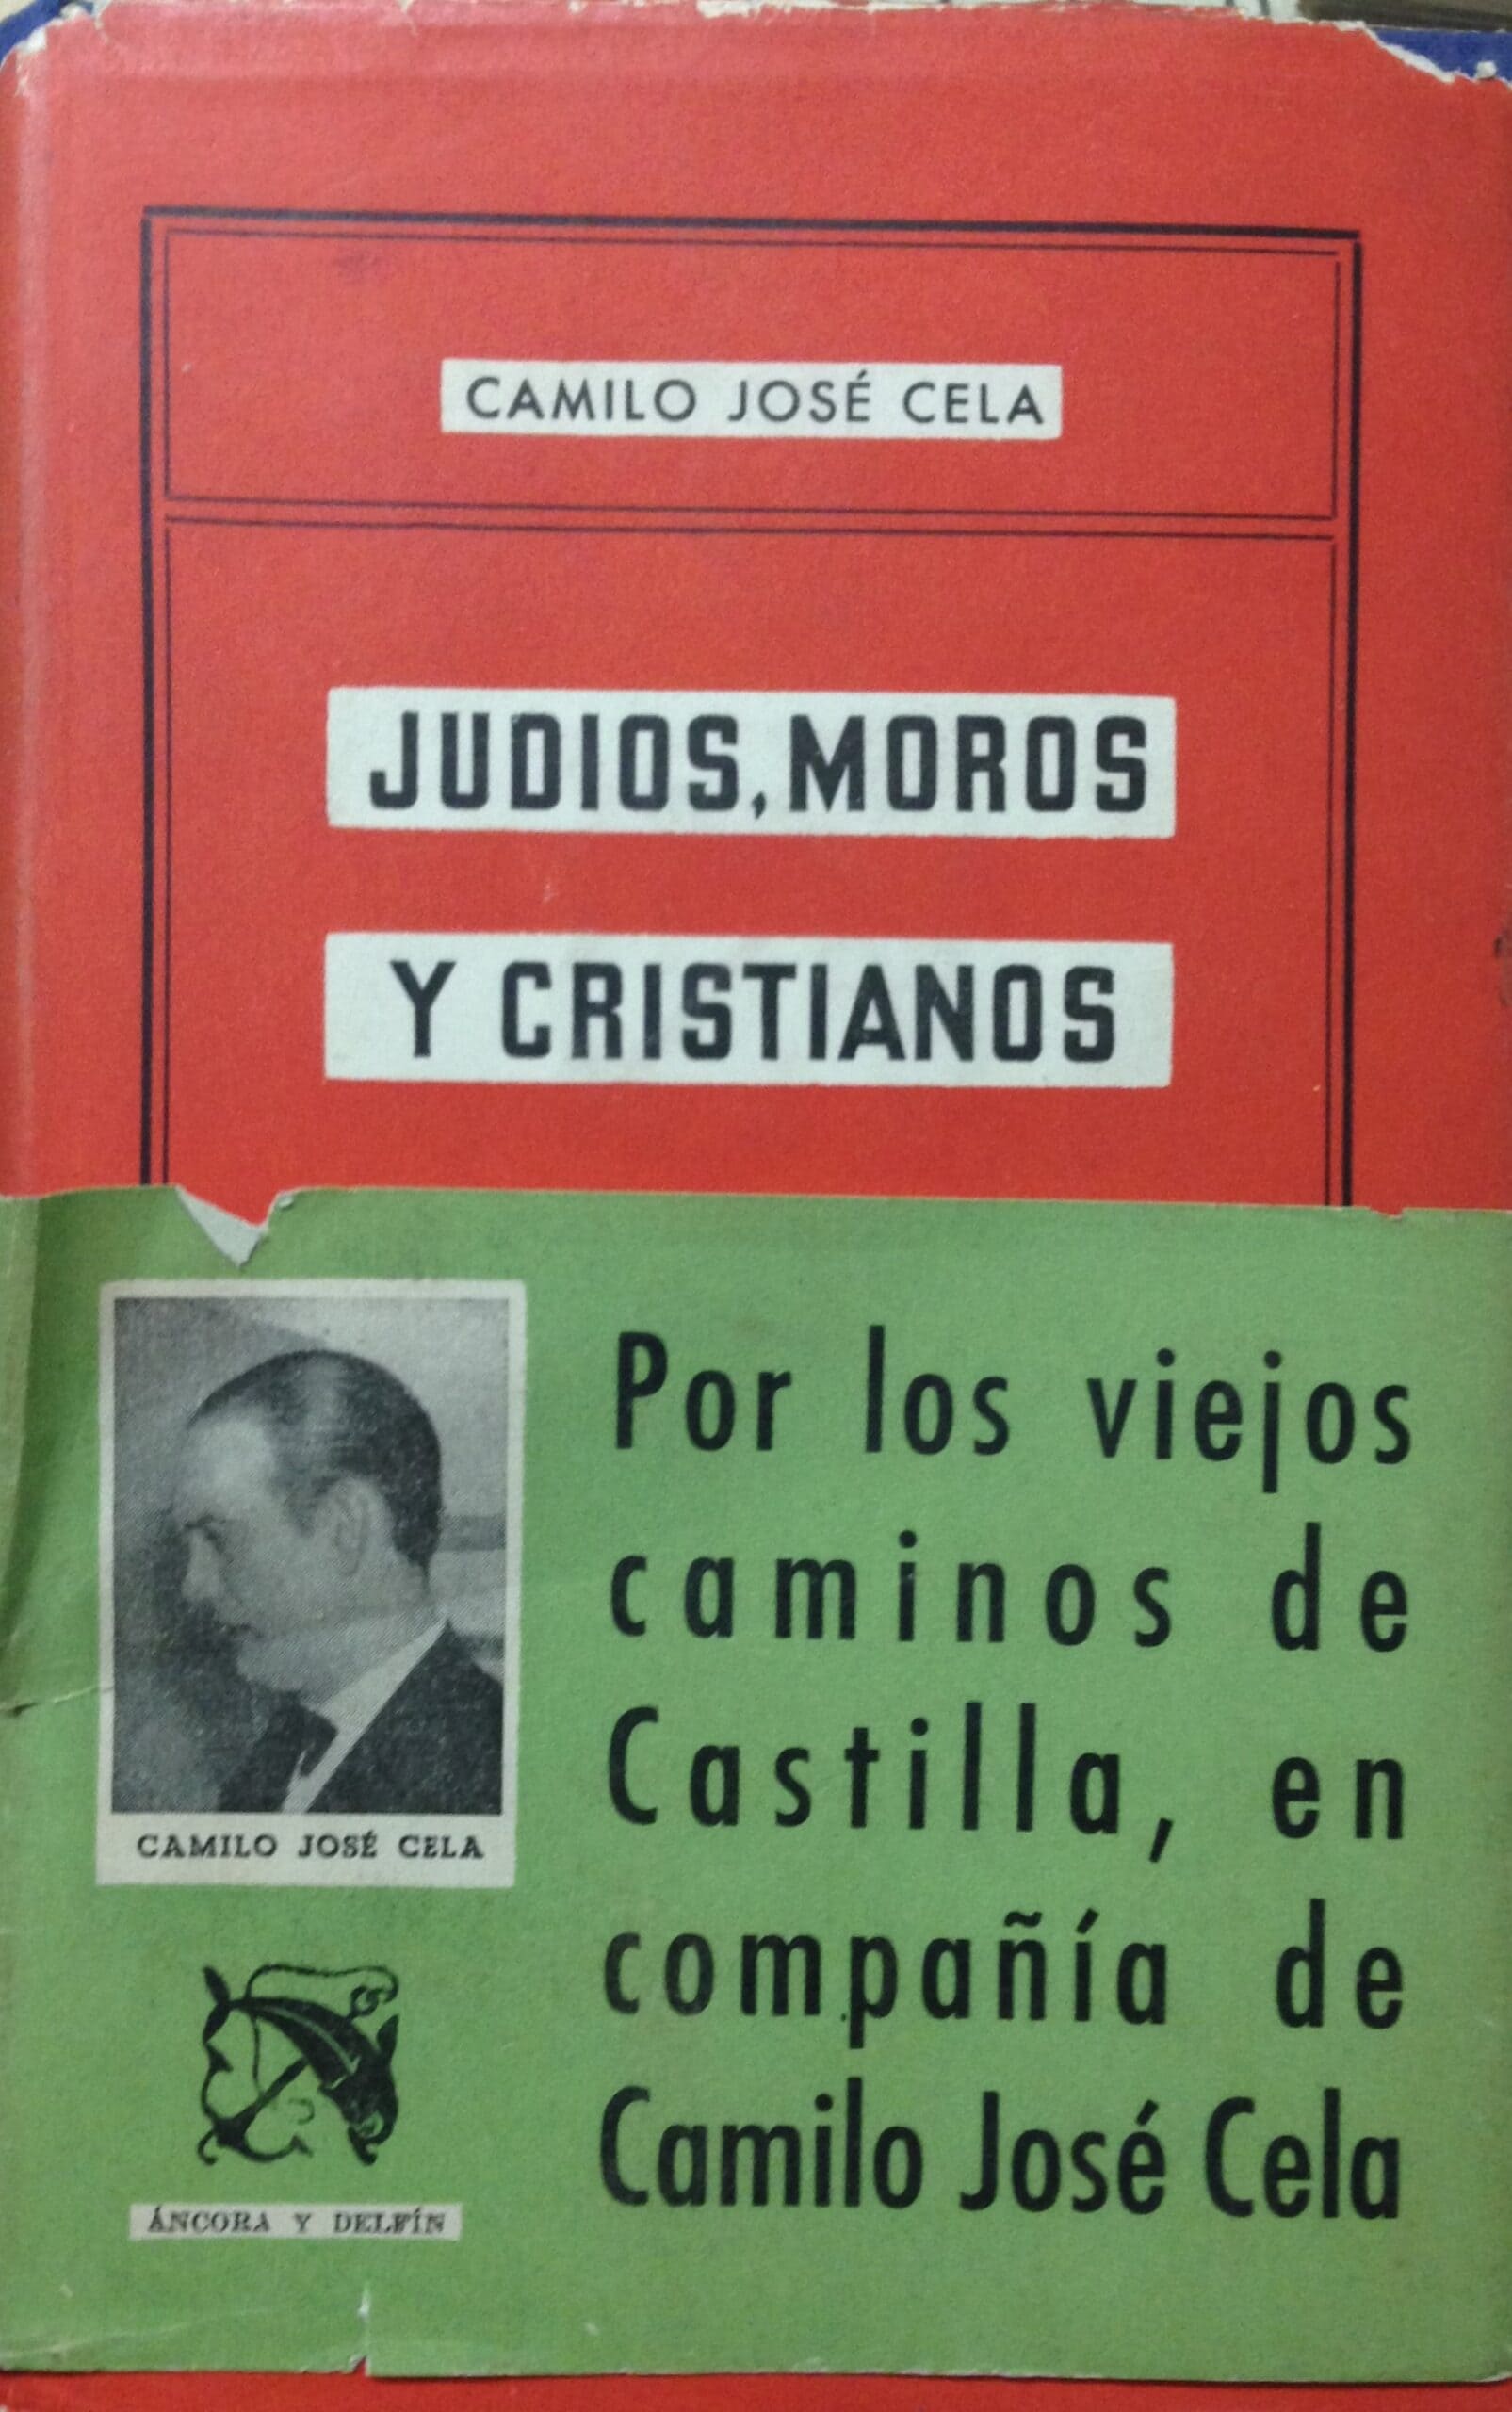 CAMILO JOSÉ CELA
JUDIOS, MOROS
Y CRISTIANOS
Por los viejos
caminos de
Castilla, en
compañía de
Camilo José Cela
CAMILO JOSÉ CELA
ÁNCORA Y DELFÍN